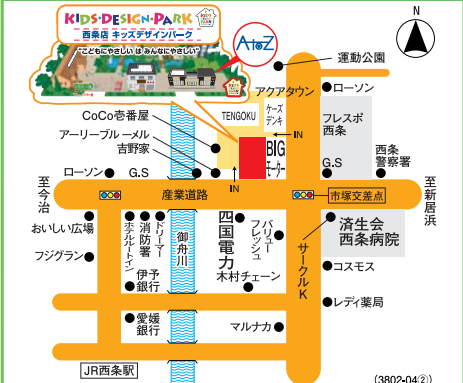 KIDS・DESIGN・PARK
西条店 キッズデザインパーク
"こどもにやさしい は みんなにやさしい"
AtoZ
N
運動公園
アクアタウン
ローソン
CoCo壱番屋
TENGOKU
ケーズデンキ
フレスポ西条
アーリーブルーメル
吉野家
IN
BIGモーター
ローソン
G.S
IN
G.S
西条警察署
至今治
産業道路
市塚交差点
至新居浜
おいしい広場
フジグラン
ホテルルートイン
消防署
ドリーマー
御舟川
四国電力
バリューフレッシュ
サークルK
済生会西条病院
伊予銀行
木村チェーン
コスモス
愛媛銀行
マルナカ
レディ薬局
JR西条駅
(3802-04②)